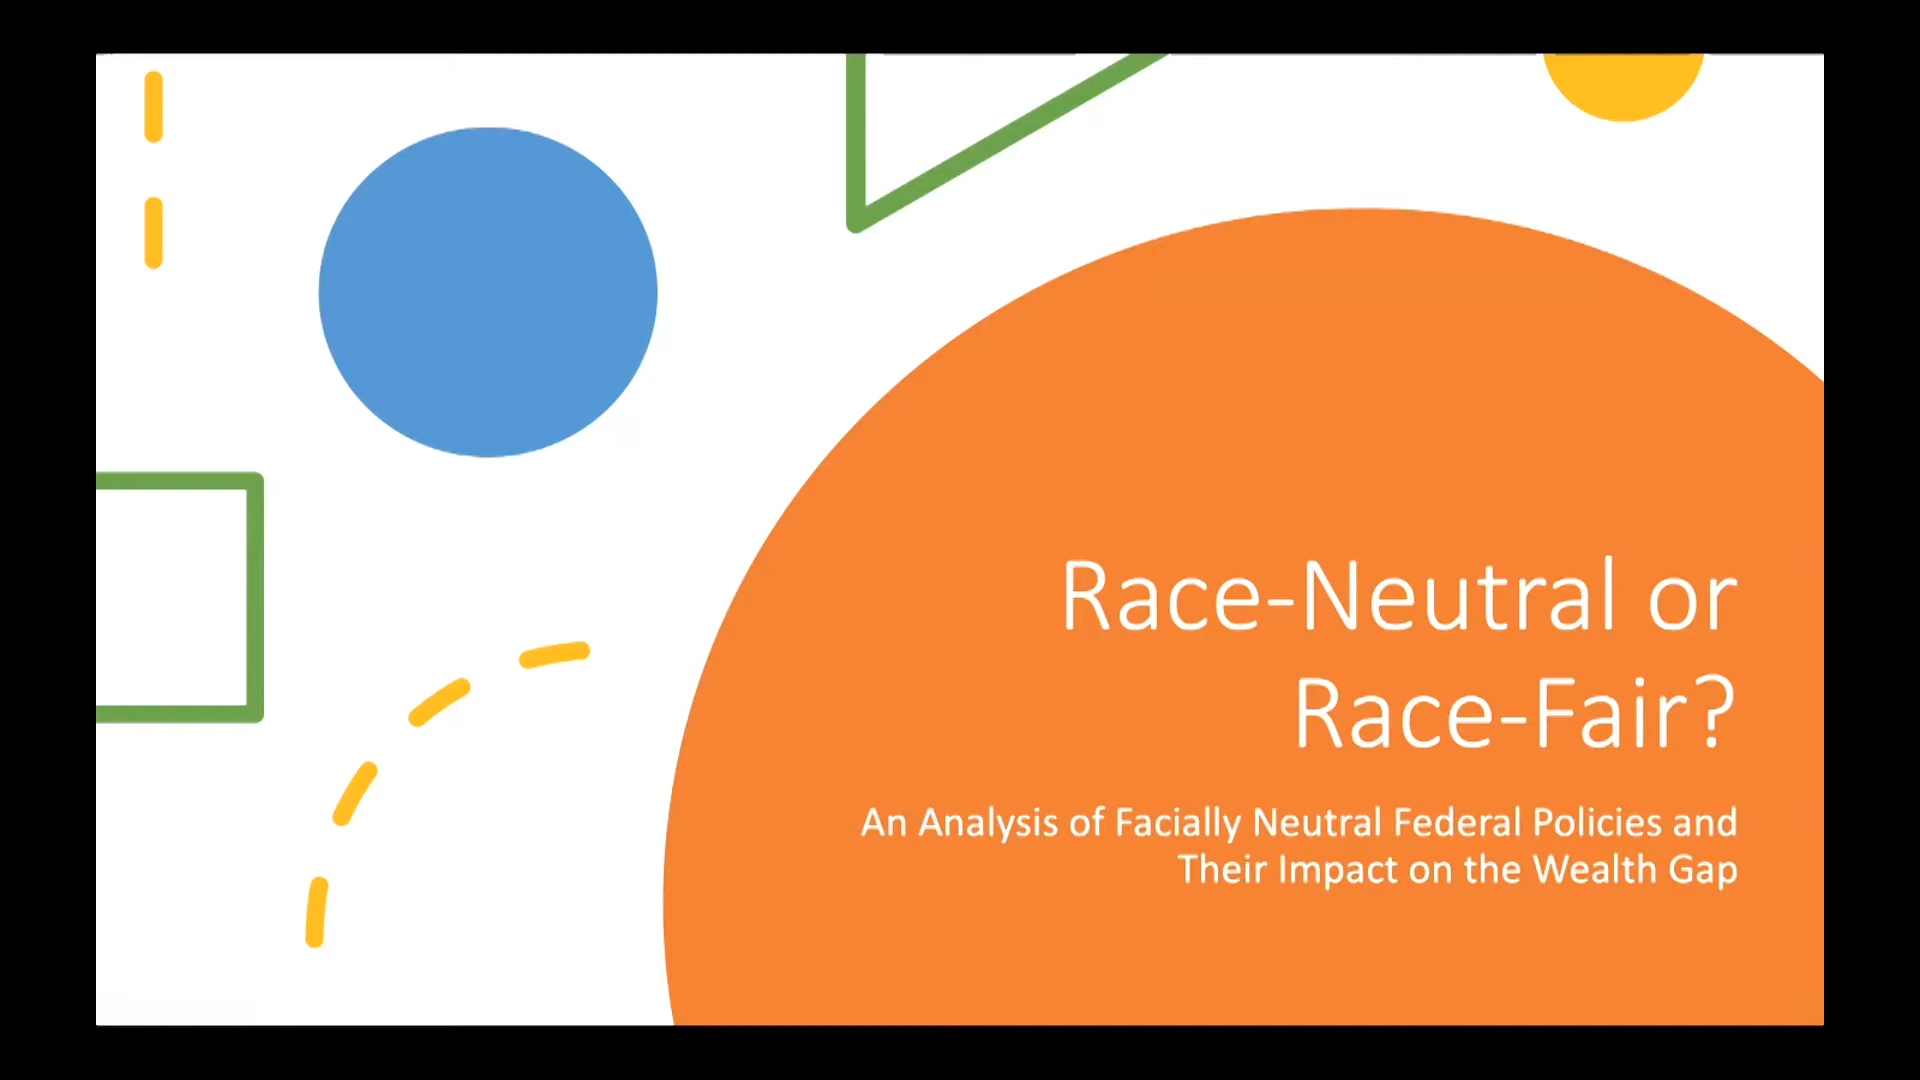 Race-Neutral or
Race-Fair?
An Analysis of Facially Neutral Federal Policies and
Their Impact on the Wealth Gap